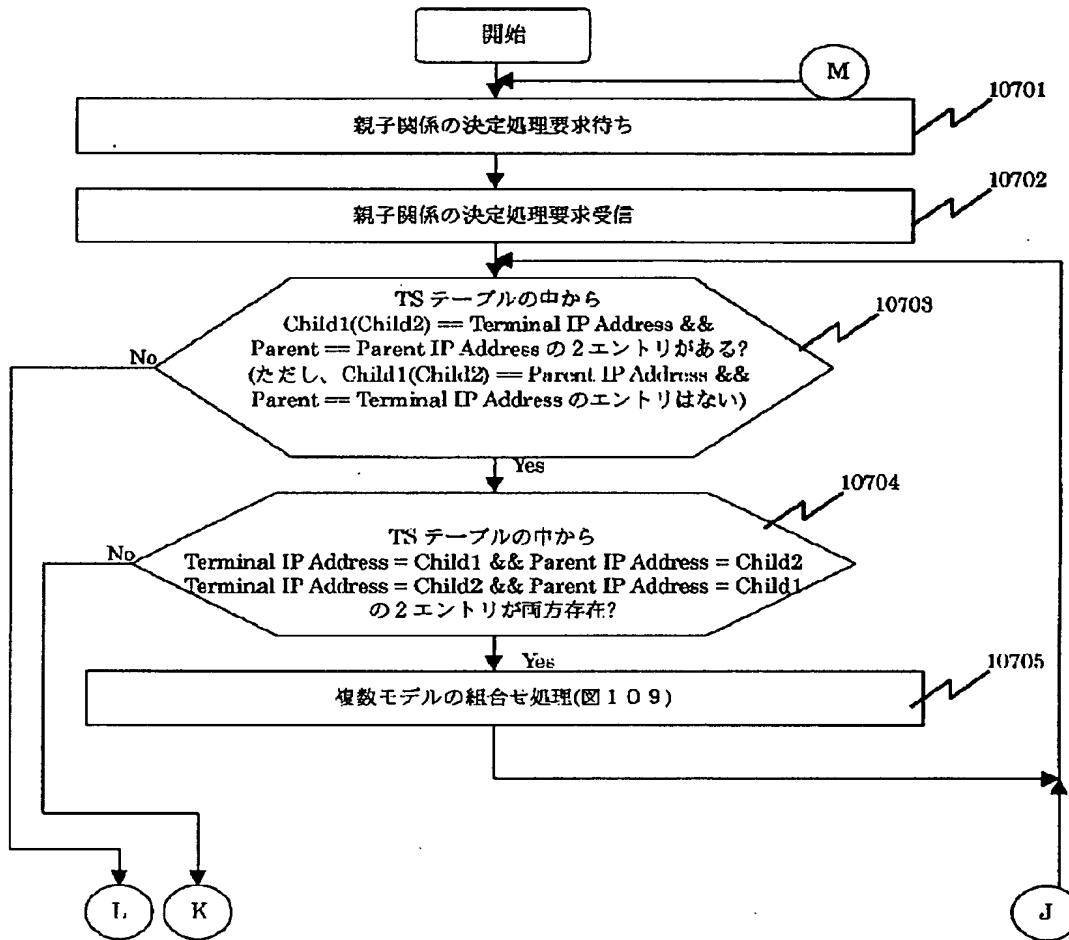 開始
M
10701
親子関係の決定処理要求待ち
10702
親子関係の決定処理要求受信
10703
TS テーブルの中から
Child1(Child2) == Terminal IP Address &&
Parent == Parent IP Address の 2 エントリがある?
(ただし、Child1(Child2) == Parent IP Address &&
Parent == Terminal IP Address のエントリはない)
No
Yes
10704
TS テーブルの中から
Terminal IP Address = Child1 && Parent IP Address = Child2
Terminal IP Address = Child2 && Parent IP Address = Child1
の 2 エントリが両方存在?
No
Yes
10705
複数モデルの組合せ処理(図109)
L
K
J